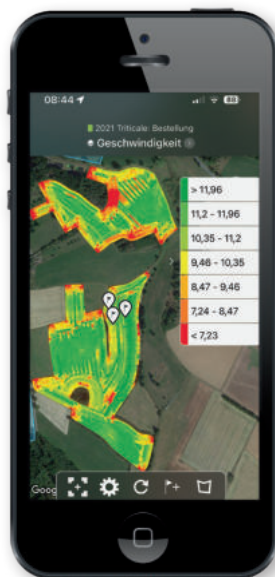 08:44
88
2021 Triticale: Bestellung
Geschwindigkeit
> 11,96
11,2 - 11,96
10,35 - 11,2
9,46 - 10,35
8,47 - 9,46
7,24 - 8,47
< 7,23
P
P
P
Goog